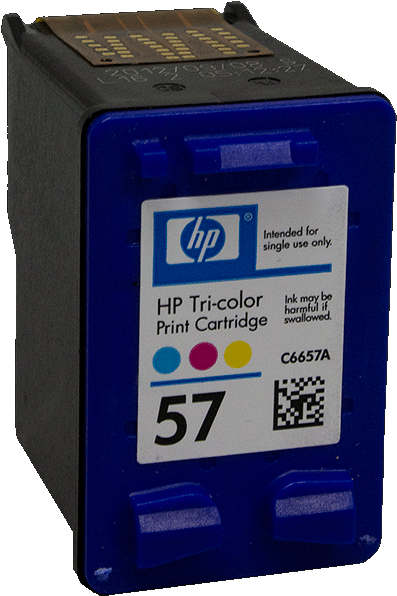 hp®
Intended for
single use only.
HP Tri-color
Print Cartridge
Ink may be
harmful if
swallowed.
C6657A
57